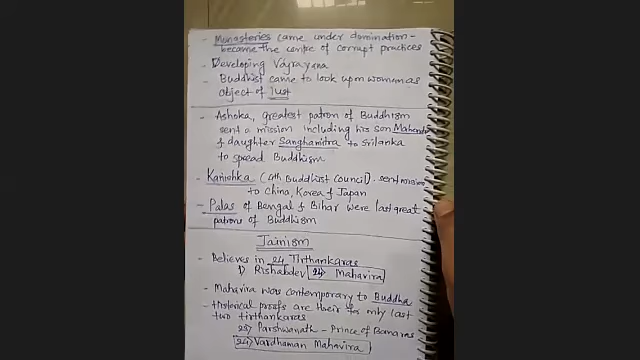 - Monasteries came under domination -
became the centre of corrupt practices
- Developing Vajrayana
- Buddhist came to look upon women as
object of lust
- Ashoka, greatest patron of Buddhism
sent a mission including his son Mahendra
& daughter Sanghamitra to Srilanka
to spread Buddhism
- Kanishka (4th Buddhist Council) - sent mission
to China, Korea & Japan
- Palas of Bengal & Bihar were last great
patrons of Buddhism
Jainism
- Believes in 24 Tirthankaras
1) Rishabdev 24) Mahavira
- Mahavira was contemporary to Buddha
- Historical proofs are their for only last
two tirthankaras
23) Parshwanath - Prince of Banaras
24) Vardhaman Mahavira